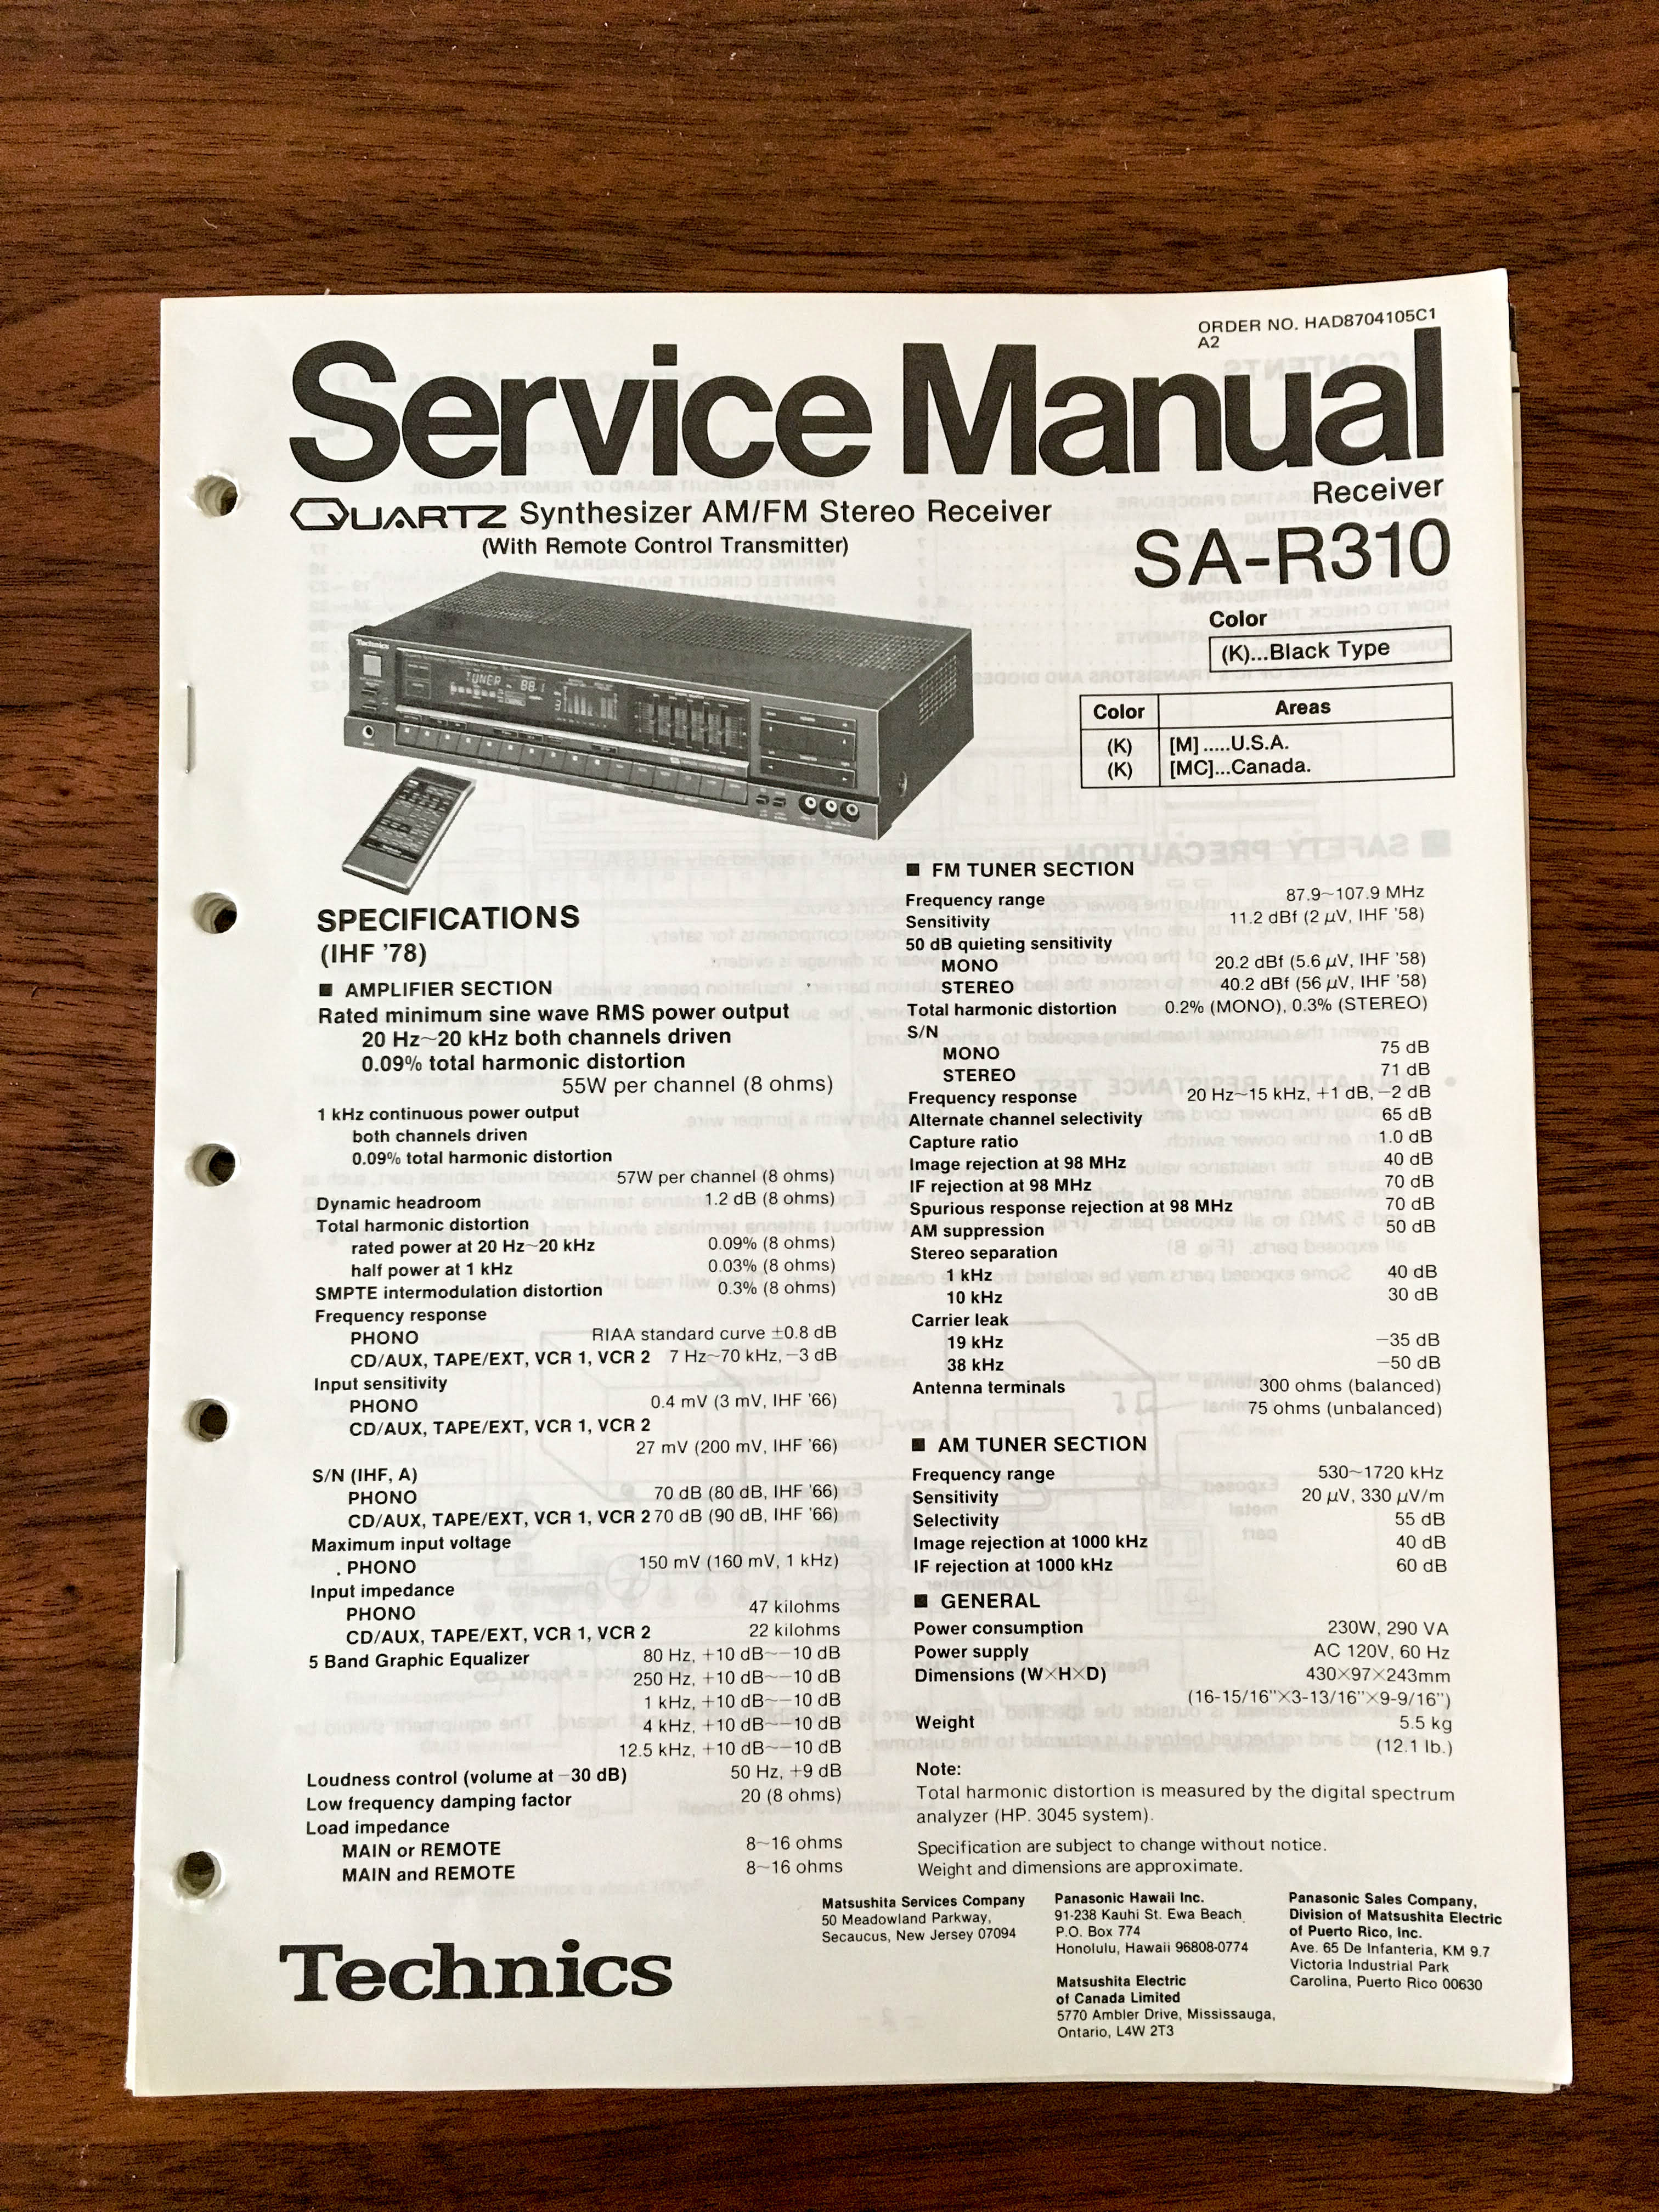 ORDER NO. HAD8704105C1
A2
Service Manual
Receiver
QUARTZ Synthesizer AM/FM Stereo Receiver
(With Remote Control Transmitter)
SA-R310
Color
(K)...Black Type
Color Areas
(K) [M] .....U.S.A.
(K) [MC]...Canada.
Technics
TUNER 88.1
SPECIFICATIONS
(IHF '78)
■ AMPLIFIER SECTION
Rated minimum sine wave RMS power output
20 Hz~20 kHz both channels driven
0.09% total harmonic distortion
55W per channel (8 ohms)
1 kHz continuous power output
both channels driven
0.09% total harmonic distortion
57W per channel (8 ohms)
Dynamic headroom 1.2 dB (8 ohms)
Total harmonic distortion
rated power at 20 Hz~20 kHz 0.09% (8 ohms)
half power at 1 kHz 0.03% (8 ohms)
SMPTE intermodulation distortion 0.3% (8 ohms)
Frequency response
PHONO RIAA standard curve ±0.8 dB
CD/AUX, TAPE/EXT, VCR 1, VCR 2 7 Hz~70 kHz, −3 dB
Input sensitivity
PHONO 0.4 mV (3 mV, IHF '66)
CD/AUX, TAPE/EXT, VCR 1, VCR 2
27 mV (200 mV, IHF '66)
S/N (IHF, A)
PHONO 70 dB (80 dB, IHF '66)
CD/AUX, TAPE/EXT, VCR 1, VCR 2 70 dB (90 dB, IHF '66)
Maximum input voltage
PHONO 150 mV (160 mV, 1 kHz)
Input impedance
PHONO 47 kilohms
CD/AUX, TAPE/EXT, VCR 1, VCR 2 22 kilohms
5 Band Graphic Equalizer 80 Hz, +10 dB~−10 dB
250 Hz, +10 dB~−10 dB
1 kHz, +10 dB~−10 dB
4 kHz, +10 dB~−10 dB
12.5 kHz, +10 dB~−10 dB
Loudness control (volume at −30 dB) 50 Hz, +9 dB
Low frequency damping factor 20 (8 ohms)
Load impedance
MAIN or REMOTE 8~16 ohms
MAIN and REMOTE 8~16 ohms
■ FM TUNER SECTION
Frequency range 87.9~107.9 MHz
Sensitivity 11.2 dBf (2 μV, IHF '58)
50 dB quieting sensitivity
MONO 20.2 dBf (5.6 μV, IHF '58)
STEREO 40.2 dBf (56 μV, IHF '58)
Total harmonic distortion 0.2% (MONO), 0.3% (STEREO)
S/N
MONO 75 dB
STEREO 71 dB
Frequency response 20 Hz~15 kHz, +1 dB, −2 dB
Alternate channel selectivity 65 dB
Capture ratio 1.0 dB
Image rejection at 98 MHz 40 dB
IF rejection at 98 MHz 70 dB
Spurious response rejection at 98 MHz 70 dB
AM suppression 50 dB
Stereo separation
1 kHz 40 dB
10 kHz 30 dB
Carrier leak
19 kHz −35 dB
38 kHz −50 dB
Antenna terminals 300 ohms (balanced)
75 ohms (unbalanced)
■ AM TUNER SECTION
Frequency range 530~1720 kHz
Sensitivity 20 μV, 330 μV/m
Selectivity 55 dB
Image rejection at 1000 kHz 40 dB
IF rejection at 1000 kHz 60 dB
■ GENERAL
Power consumption 230W, 290 VA
Power supply AC 120V, 60 Hz
Dimensions (W×H×D) 430×97×243mm
(16-15/16"×3-13/16"×9-9/16")
Weight 5.5 kg
(12.1 lb.)
Note:
Total harmonic distortion is measured by the digital spectrum
analyzer (HP. 3045 system).
Specification are subject to change without notice.
Weight and dimensions are approximate.
Technics
Matsushita Services Company
50 Meadowland Parkway,
Secaucus, New Jersey 07094
Panasonic Hawaii Inc.
91-238 Kauhi St. Ewa Beach
P.O. Box 774
Honolulu, Hawaii 96808-0774
Matsushita Electric
of Canada Limited
5770 Ambler Drive, Mississauga,
Ontario, L4W 2T3
Panasonic Sales Company,
Division of Matsushita Electric
of Puerto Rico, Inc.
Ave. 65 De Infanteria, KM 9.7
Victoria Industrial Park
Carolina, Puerto Rico 00630